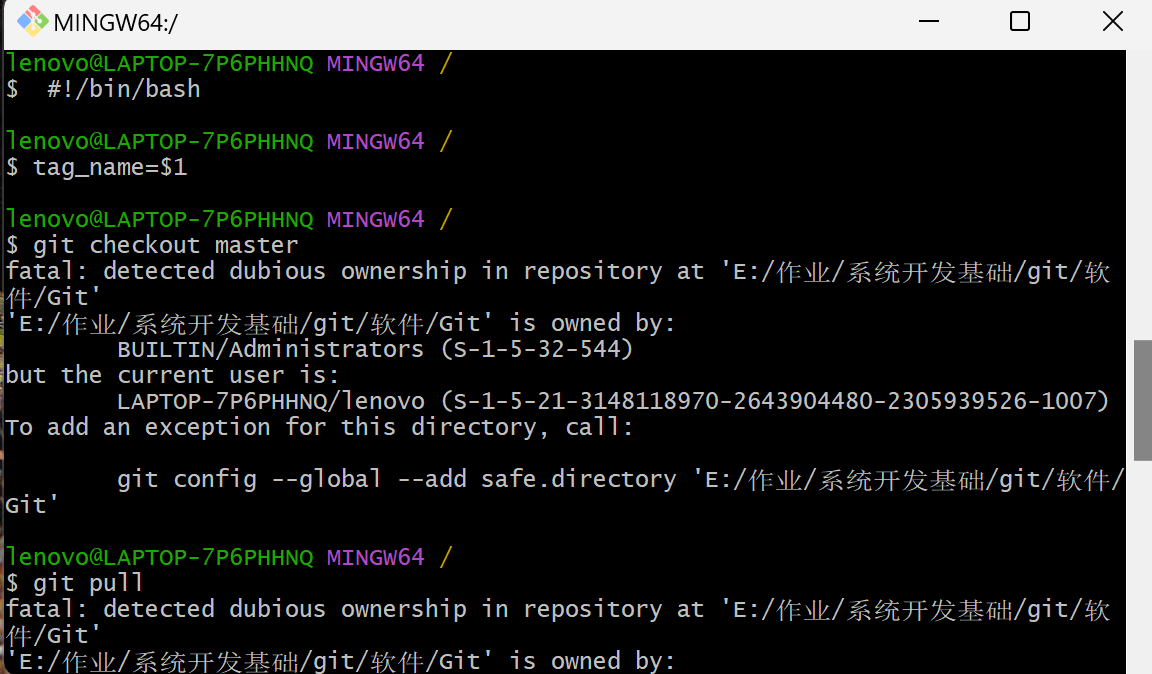 MINGW64:/
lenovo@LAPTOP-7P6PHHNQ MINGW64 /
$  #!/bin/bash
lenovo@LAPTOP-7P6PHHNQ MINGW64 /
$ tag_name=$1
lenovo@LAPTOP-7P6PHHNQ MINGW64 /
$ git checkout master
fatal: detected dubious ownership in repository at 'E:/作业/系统开发基础/git/软
件/Git'
'E:/作业/系统开发基础/git/软件/Git' is owned by:
        BUILTIN/Administrators (S-1-5-32-544)
but the current user is:
        LAPTOP-7P6PHHNQ/lenovo (S-1-5-21-3148118970-2643904480-2305939526-1007)
To add an exception for this directory, call:
        git config --global --add safe.directory 'E:/作业/系统开发基础/git/软件/
Git'
lenovo@LAPTOP-7P6PHHNQ MINGW64 /
$ git pull
fatal: detected dubious ownership in repository at 'E:/作业/系统开发基础/git/软
件/Git'
'E:/作业/系统开发基础/git/软件/Git' is owned by: